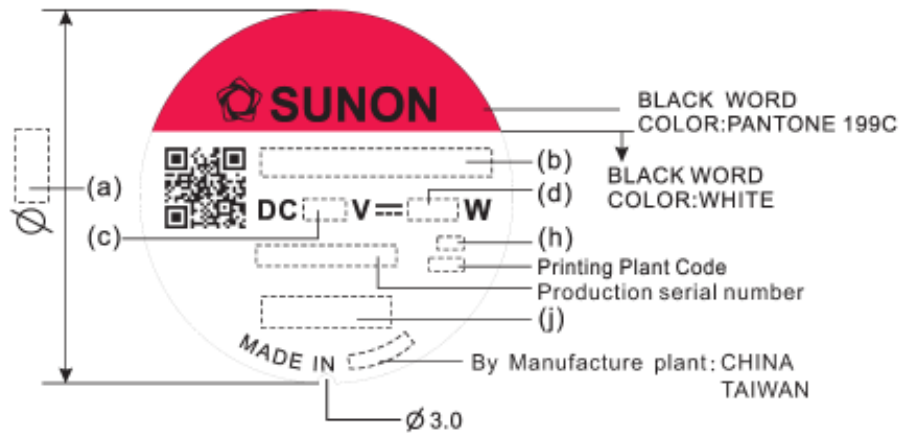 SUNON
BLACK WORD
COLOR:PANTONE 199C
BLACK WORD
COLOR:WHITE
(a)
Ø
(b)
DC V⎓ W
(d)
(c)
(h)
Printing Plant Code
Production serial number
(j)
MADE IN
By Manufacture plant: CHINA
TAIWAN
Ø 3.0